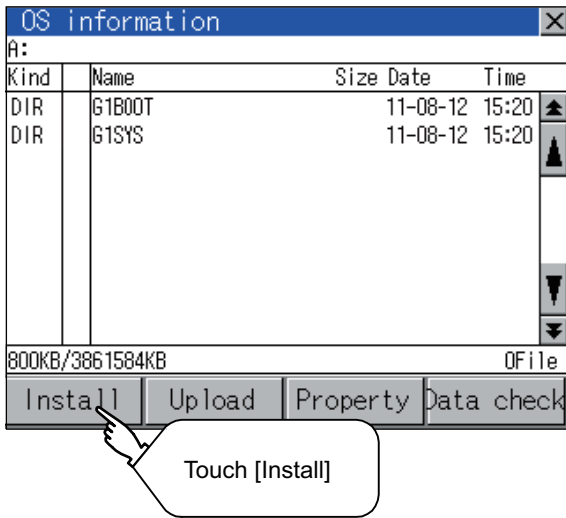 OS information
A:
Kind Name Size Date Time
DIR G1BOOT 11-08-12 15:20
DIR G1SYS 11-08-12 15:20
800KB/3861584KB 0File
Install Upload Property Data check
Touch [Install]